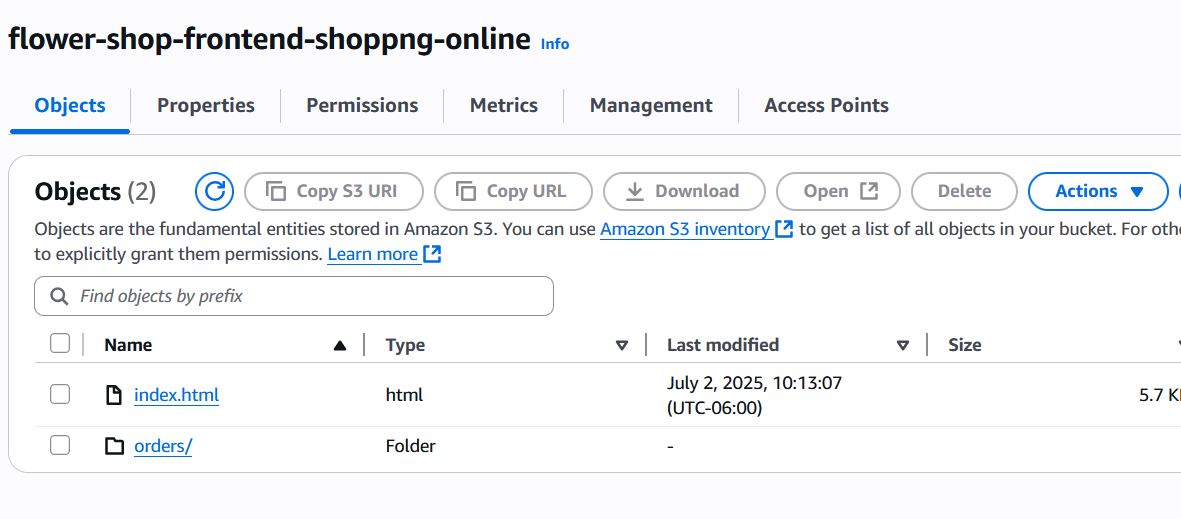 flower-shop-frontend-shoppng-online Info
Objects Properties Permissions Metrics Management Access Points
Objects (2) Copy S3 URI Copy URL Download Open Delete Actions
Objects are the fundamental entities stored in Amazon S3. You can use Amazon S3 inventory to get a list of all objects in your bucket. For
to explicitly grant them permissions. Learn more
Find objects by prefix
Name Type Last modified Size
index.html html July 2, 2025, 10:13:07
(UTC-06:00) 5.7
orders/ Folder -